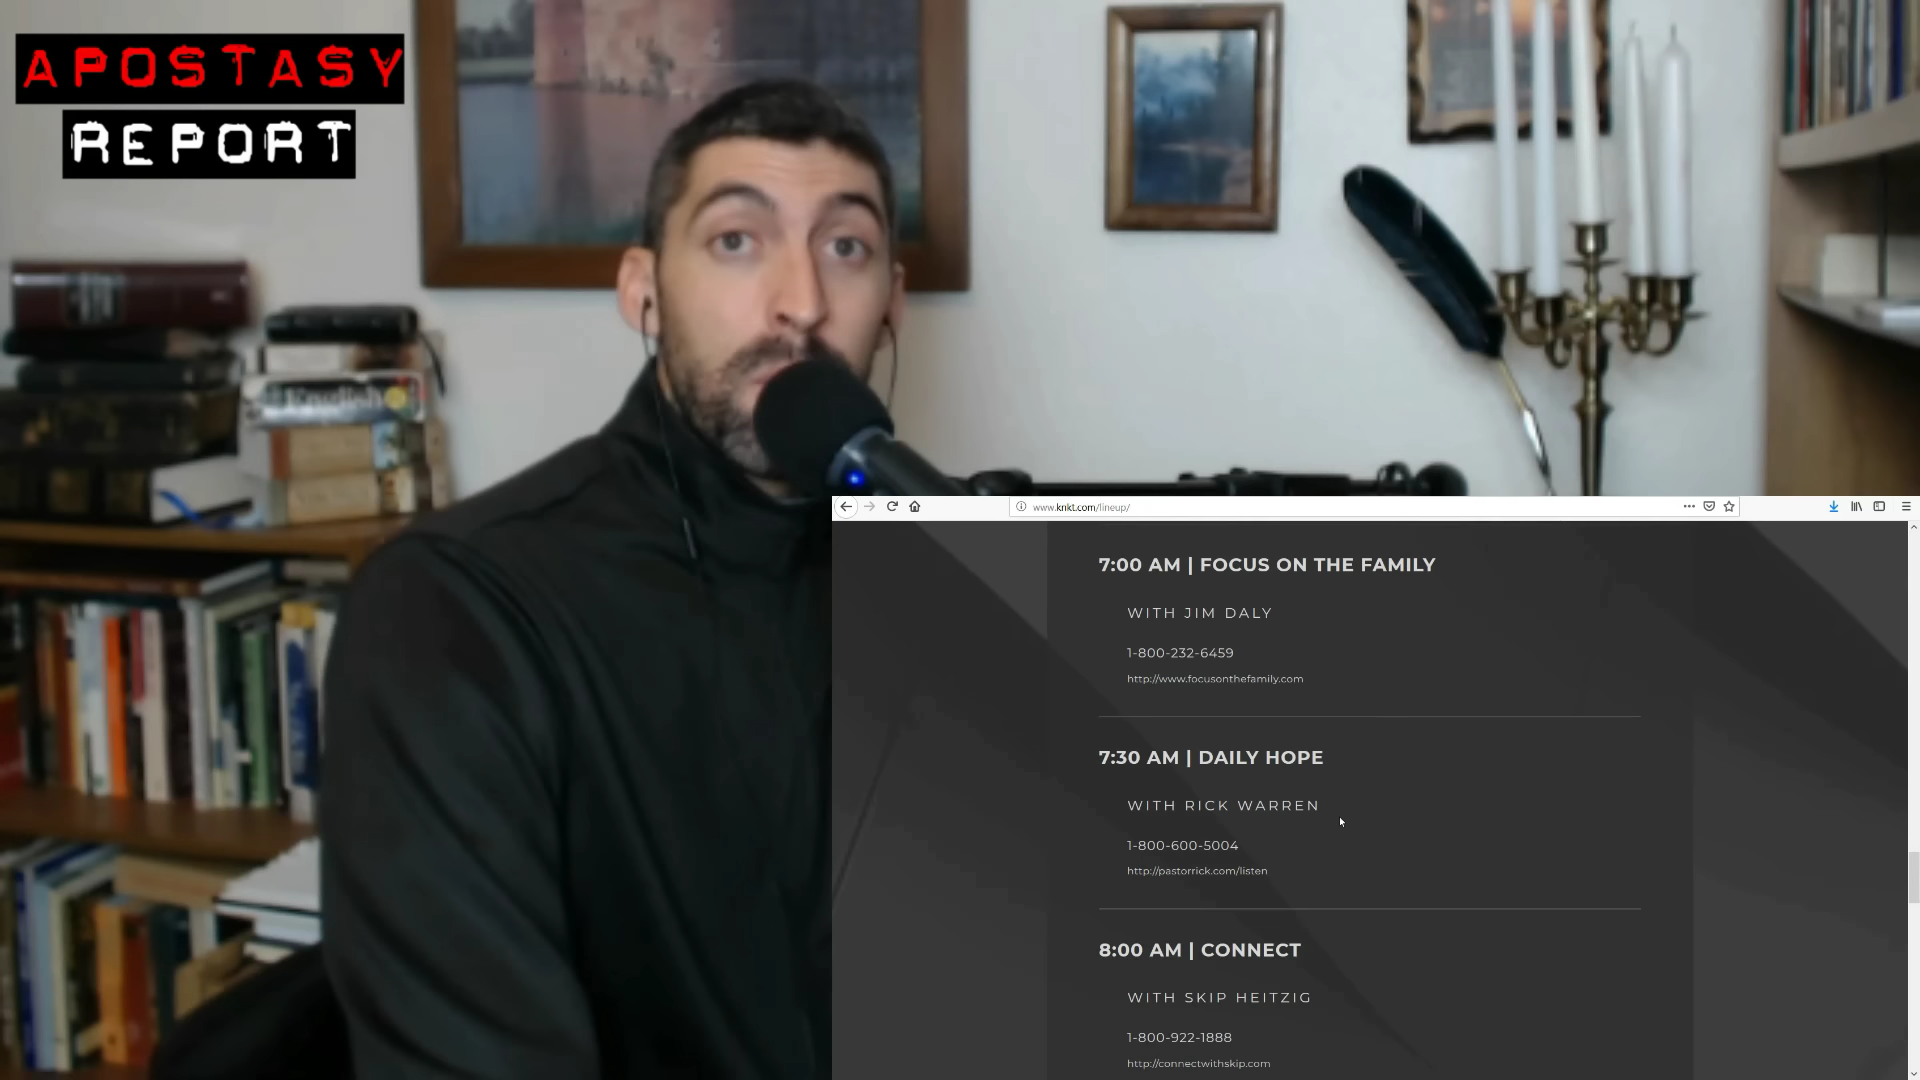 APOSTASY
REPORT
English
www.knkt.com/lineup/
7:00 AM | FOCUS ON THE FAMILY
WITH JIM DALY
1-800-232-6459
http://www.focusonthefamily.com
7:30 AM | DAILY HOPE
WITH RICK WARREN
1-800-600-5004
http://pastorrick.com/listen
8:00 AM | CONNECT
WITH SKIP HEITZIG
1-800-922-1888
http://connectwithskip.com